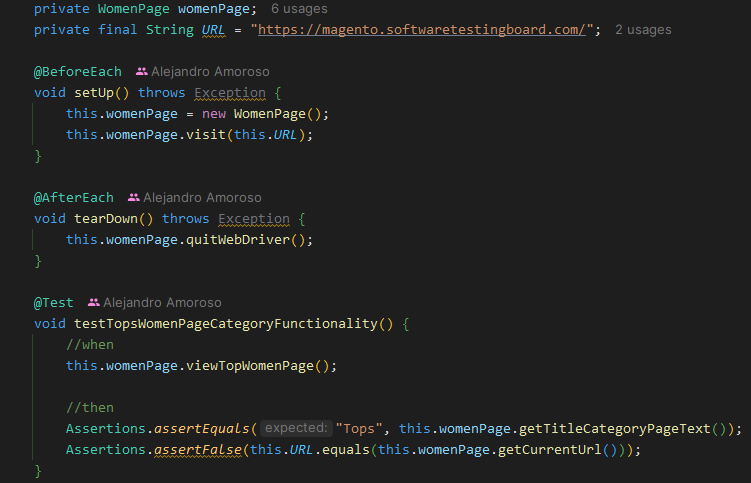 private WomenPage womenPage; 6 usages
private final String URL = "https://magento.softwaretestingboard.com/"; 2 usages
@BeforeEach Alejandro Amoroso
void setUp() throws Exception {
this.womenPage = new WomenPage();
this.womenPage.visit(this.URL);
}
@AfterEach Alejandro Amoroso
void tearDown() throws Exception {
this.womenPage.quitWebDriver();
}
@Test Alejandro Amoroso
void testTopsWomenPageCategoryFunctionality() {
//when
this.womenPage.viewTopWomenPage();
//then
Assertions.assertEquals( expected: "Tops", this.womenPage.getTitleCategoryPageText());
Assertions.assertFalse(this.URL.equals(this.womenPage.getCurrentUrl()));
}